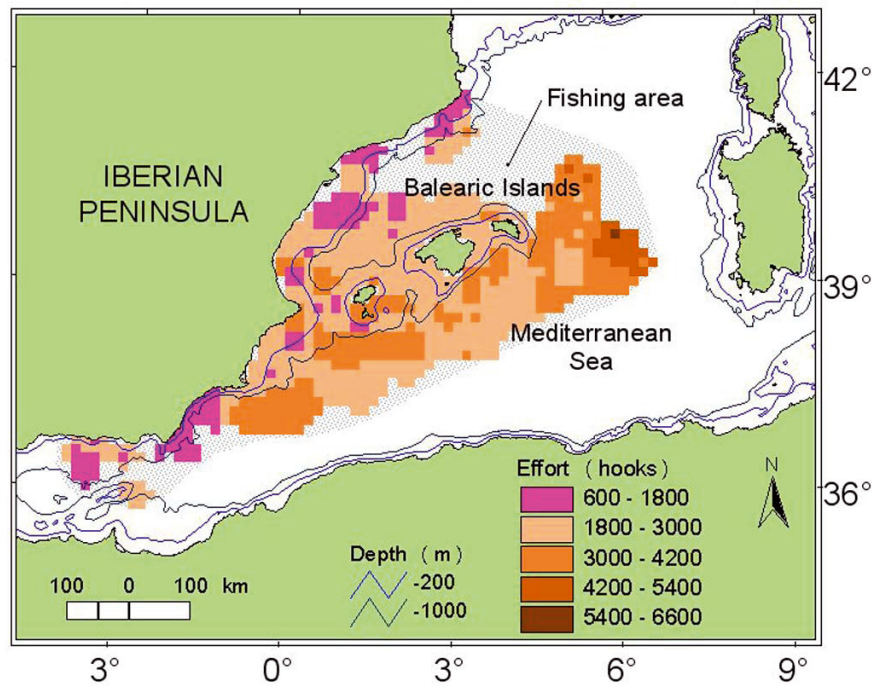 42°
Fishing area
IBERIAN
PENINSULA
Balearic Islands
39°
Mediterranean
Sea
36°
Effort (hooks)
600 - 1800
1800 - 3000
3000 - 4200
4200 - 5400
5400 - 6600
N
Depth (m)
-200
-1000
100 0 100 km
3° 0° 3° 6° 9°